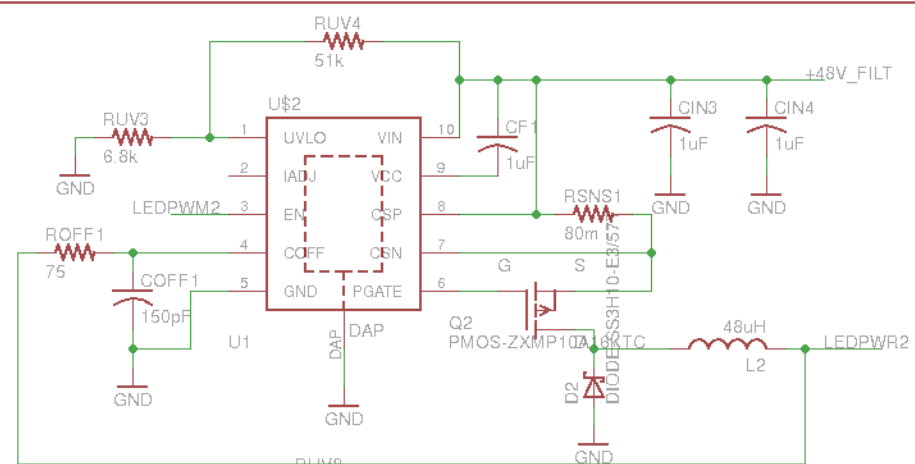 RUV4
51k
+48V_FILT
U$2
RUV3
6.8k
1
UVLO
VIN
10
CF1
1uF
CIN3
1uF
CIN4
1uF
2
IADJ
VCC
9
GND
LEDPWM2
3
EN
CSP
8
RSNS1
80m
GND
GND
ROFF1
75
4
COFF
CSN
7
G
S
COFF1
150pF
5
GND
PGATE
6
U1
DAP
DAP
Q2
PMOS-ZXMP10A16KTC
D
48uH
LEDPWR2
L2
D2
GND
GND
GND